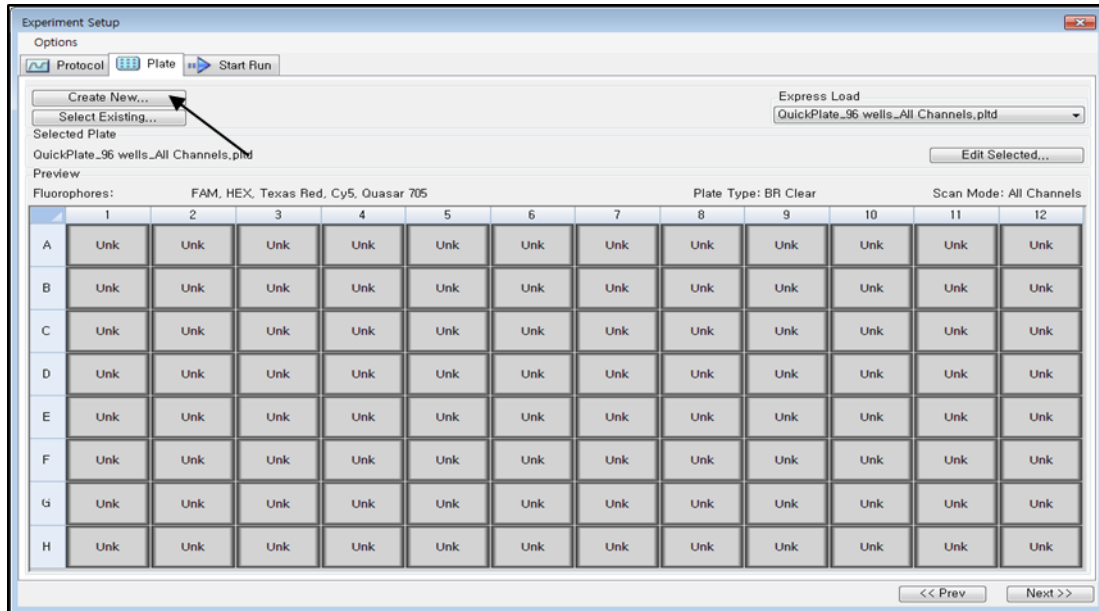 Experiment Setup
Options
Protocol Plate Start Run
Create New... Express Load
Select Existing... QuickPlate_96 wells_All Channels.pltd
Selected Plate
QuickPlate_96 wells_All Channels.pltd Edit Selected...
Preview
Fluorophores: FAM, HEX, Texas Red, Cy5, Quasar 705 Plate Type: BR Clear Scan Mode: All Channels
1 2 3 4 5 6 7 8 9 10 11 12
A Unk Unk Unk Unk Unk Unk Unk Unk Unk Unk Unk Unk
B Unk Unk Unk Unk Unk Unk Unk Unk Unk Unk Unk Unk
C Unk Unk Unk Unk Unk Unk Unk Unk Unk Unk Unk Unk
D Unk Unk Unk Unk Unk Unk Unk Unk Unk Unk Unk Unk
E Unk Unk Unk Unk Unk Unk Unk Unk Unk Unk Unk Unk
F Unk Unk Unk Unk Unk Unk Unk Unk Unk Unk Unk Unk
G Unk Unk Unk Unk Unk Unk Unk Unk Unk Unk Unk Unk
H Unk Unk Unk Unk Unk Unk Unk Unk Unk Unk Unk Unk
<< Prev Next >>